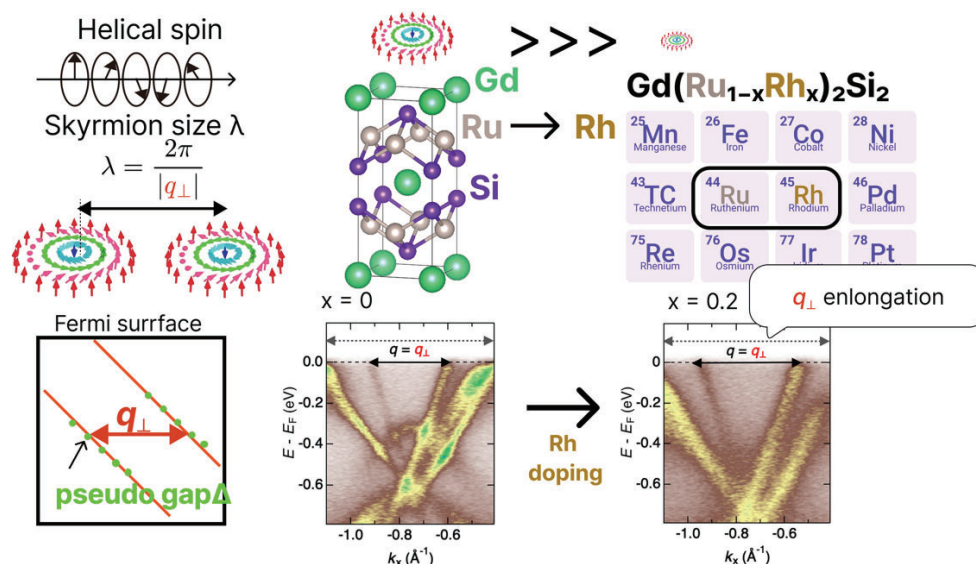 Helical spin
Skyrmion size λ
λ = 2π / |q⊥|
>>>
Gd
Ru → Rh
Si
Gd(Ru₁₋ₓRhₓ)₂Si₂
25 Mn Manganese
26 Fe Iron
27 Co Cobalt
28 Ni Nickel
43 TC Technetium
44 Ru Ruthenium
45 Rh Rhodium
46 Pd Palladium
75 Re Rhenium
76 Os Osmium
77 Ir
78 Pt
x = 0
x = 0.2
q⊥ enlongation
Fermi surrface
q⊥
pseudo gapΔ
q = q⊥
0.0
-0.2
-0.4
-0.6
E - E_F (eV)
-1.0 -0.8 -0.6
kₓ (Å⁻¹)
Rh
doping
q = q⊥
0.0
-0.2
-0.4
-0.6
E - E_F (eV)
-1.0 -0.8 -0.6
kₓ (Å⁻¹)